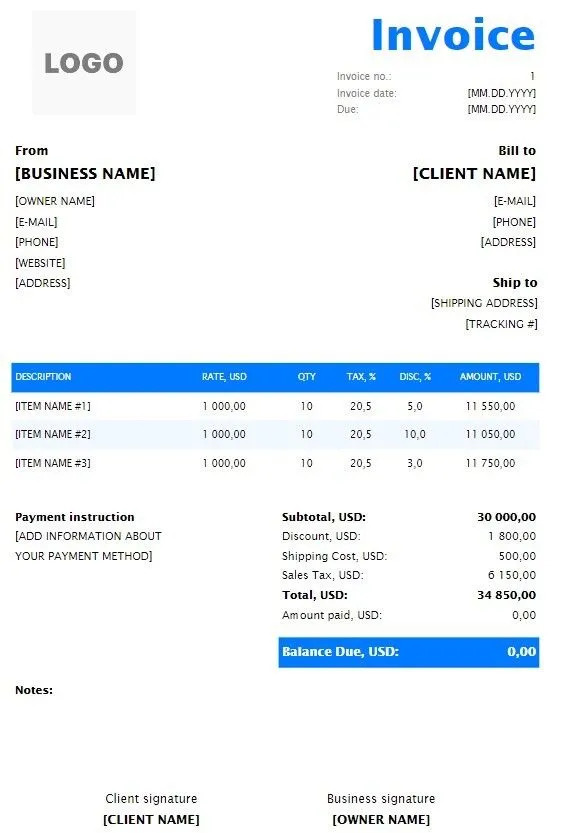 LOGO
Invoice
Invoice no.: 1
Invoice date: [MM.DD.YYYY]
Due: [MM.DD.YYYY]
From
[BUSINESS NAME]
[OWNER NAME]
[E-MAIL]
[PHONE]
[WEBSITE]
[ADDRESS]
Bill to
[CLIENT NAME]
[E-MAIL]
[PHONE]
[ADDRESS]
Ship to
[SHIPPING ADDRESS]
[TRACKING #]
DESCRIPTION RATE, USD QTY TAX, % DISC, % AMOUNT, USD
[ITEM NAME #1] 1 000,00 10 20,5 5,0 11 550,00
[ITEM NAME #2] 1 000,00 10 20,5 10,0 11 050,00
[ITEM NAME #3] 1 000,00 10 20,5 3,0 11 750,00
Payment instruction
[ADD INFORMATION ABOUT
YOUR PAYMENT METHOD]
Subtotal, USD: 30 000,00
Discount, USD: 1 800,00
Shipping Cost, USD: 500,00
Sales Tax, USD: 6 150,00
Total, USD: 34 850,00
Amount paid, USD: 0,00
Balance Due, USD: 0,00
Notes:
Client signature
[CLIENT NAME]
Business signature
[OWNER NAME]